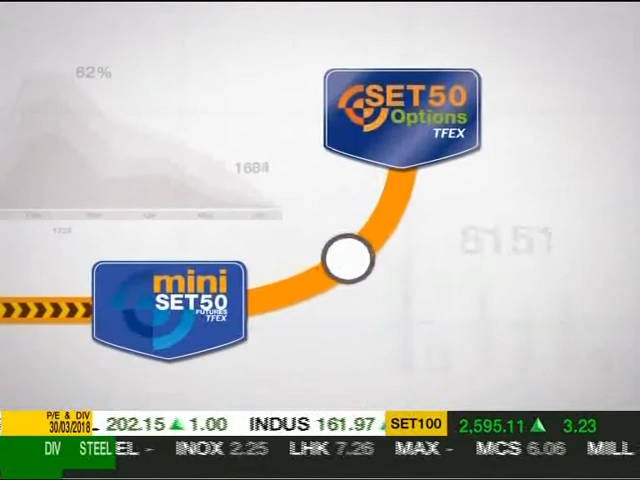 62%
SET50
Options
TFEX
1684
mini
SET50
FUTURES
TFEX
P/E & DIV
30/03/2018
202.15 ▲ 1.00 INDUS 161.97
SET100
2,595.11 ▲ 3.23
DIV STEEL
EL - INOX 2.25 LHK 7.26 MAX - MCS 6.06 MILL